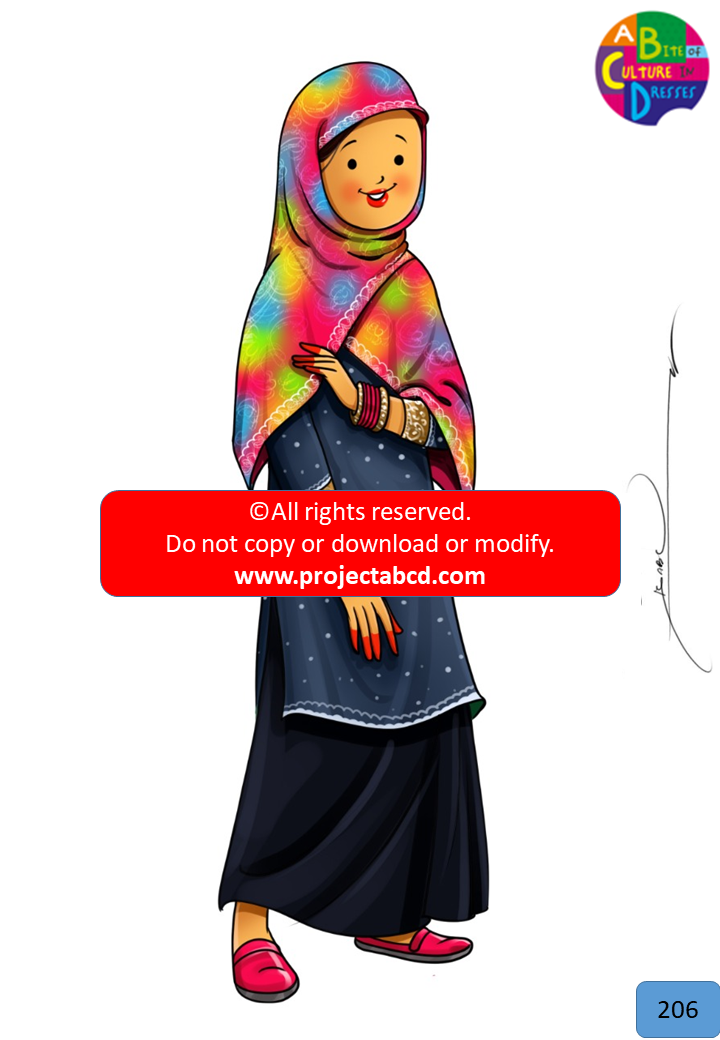 A BITE OF
CULTURE IN
DRESSES
©All rights reserved.
Do not copy or download or modify.
www.projectabcd.com
206